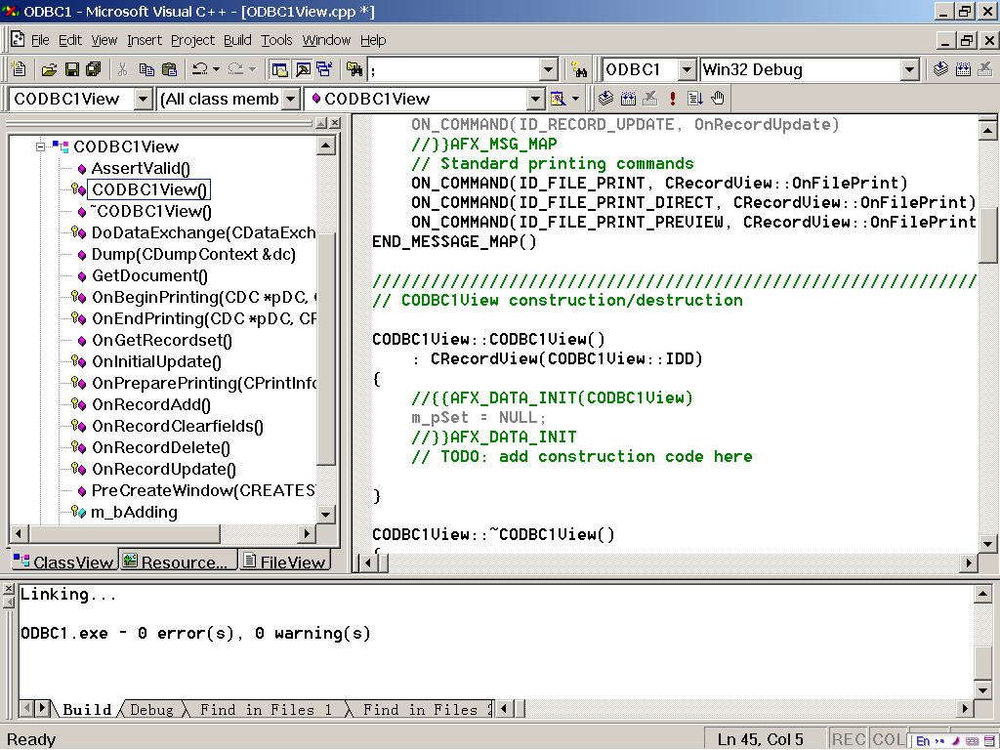 ODBC1 - Microsoft Visual C++ - [ODBC1View.cpp *]
File Edit View Insert Project Build Tools Window Help
; ODBC1 Win32 Debug
CODBC1View (All class memb CODBC1View
CODBC1View
AssertValid()
CODBC1View()
~CODBC1View()
DoDataExchange(CDataExch
Dump(CDumpContext &dc)
GetDocument()
OnBeginPrinting(CDC *pDC,
OnEndPrinting(CDC *pDC, CP
OnGetRecordset()
OnInitialUpdate()
OnPreparePrinting(CPrintInfo
OnRecordAdd()
OnRecordClearfields()
OnRecordDelete()
OnRecordUpdate()
PreCreateWindow(CREATES
m_bAdding
ClassView Resource... FileView
ON_COMMAND(ID_RECORD_UPDATE, OnRecordUpdate)
//}}AFX_MSG_MAP
// Standard printing commands
ON_COMMAND(ID_FILE_PRINT, CRecordView::OnFilePrint)
ON_COMMAND(ID_FILE_PRINT_DIRECT, CRecordView::OnFilePrint)
ON_COMMAND(ID_FILE_PRINT_PREVIEW, CRecordView::OnFilePrint
END_MESSAGE_MAP()
//////////////////////////////////////////////////////////////
// CODBC1View construction/destruction
CODBC1View::CODBC1View()
: CRecordView(CODBC1View::IDD)
{
//{{AFX_DATA_INIT(CODBC1View)
m_pSet = NULL;
//}}AFX_DATA_INIT
// TODO: add construction code here
}
CODBC1View::~CODBC1View()
{
Linking...
ODBC1.exe - 0 error(s), 0 warning(s)
Build Debug Find in Files 1 Find in Files 2
Ready Ln 45, Col 5 REC COL En